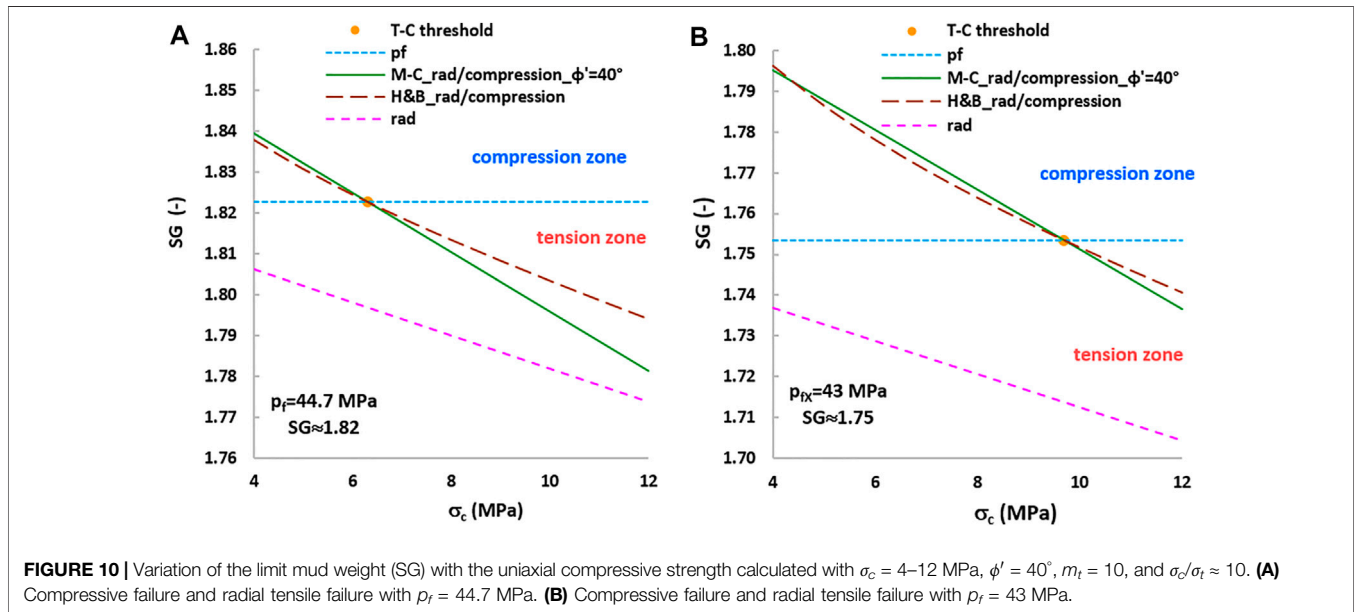 A
T-C threshold
pf
M-C_rad/compression_ϕ'=40°
H&B_rad/compression
rad
1.86
1.85
1.84
1.83
1.82
1.81
1.80
1.79
1.78
1.77
1.76
SG (-)
compression zone
tension zone
pf=44.7 MPa
SG≈1.82
4 6 8 10 12
σc (MPa)
B
T-C threshold
pf
M-C_rad/compression_ϕ'=40°
H&B_rad/compression
rad
1.80
1.79
1.78
1.77
1.76
1.75
1.74
1.73
1.72
1.71
1.70
SG (-)
compression zone
tension zone
pfX=43 MPa
SG≈1.75
4 6 8 10 12
σc (MPa)
FIGURE 10 | Variation of the limit mud weight (SG) with the uniaxial compressive strength calculated with σc = 4–12 MPa, ϕ′ = 40°, mt = 10, and σc/σt ≈ 10. (A)
Compressive failure and radial tensile failure with pf = 44.7 MPa. (B) Compressive failure and radial tensile failure with pf = 43 MPa.